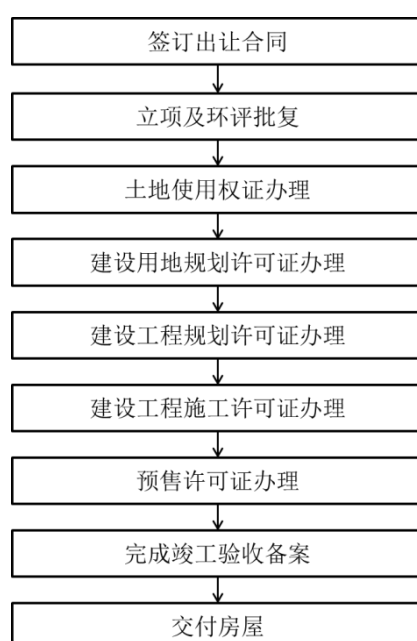 签订出让合同
立项及环评批复
土地使用权证办理
建设用地规划许可证办理
建设工程规划许可证办理
建设工程施工许可证办理
预售许可证办理
完成竣工验收备案
交付房屋